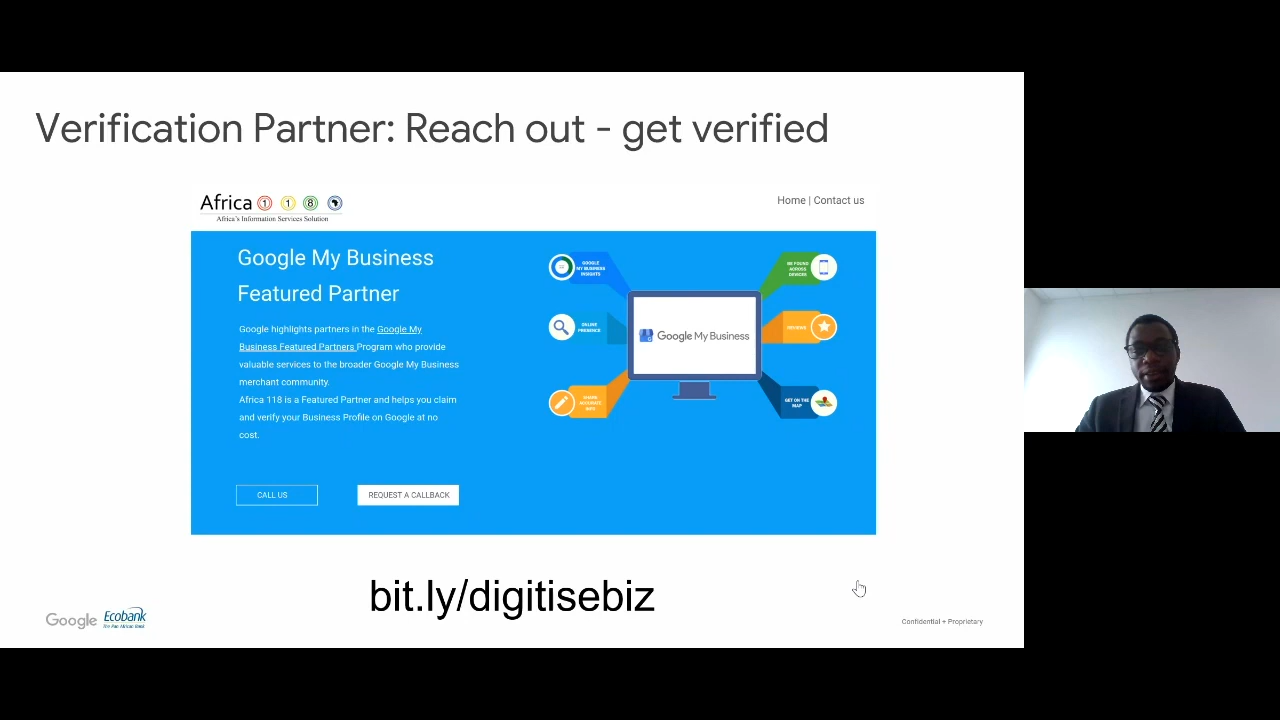 Verification Partner: Reach out - get verified
Africa 1 1 8
Africa's Information Services Solution
Home | Contact us
Google My Business
Featured Partner
Google highlights partners in the Google My
Business Featured Partners Program who provide
valuable services to the broader Google My Business
merchant community.
Africa 118 is a Featured Partner and helps you claim
and verify your Business Profile on Google at no
cost.
CALL US
REQUEST A CALLBACK
GOOGLE
MY BUSINESS
INSIGHTS
ONLINE
PRESENCE
SHARE
ACCURATE
INFO
Google My Business
BE FOUND
ACROSS
DEVICES
REVIEWS
GET ON THE
MAP
bit.ly/digitisebiz
Google
Ecobank
The Pan African Bank
Confidential + Proprietary